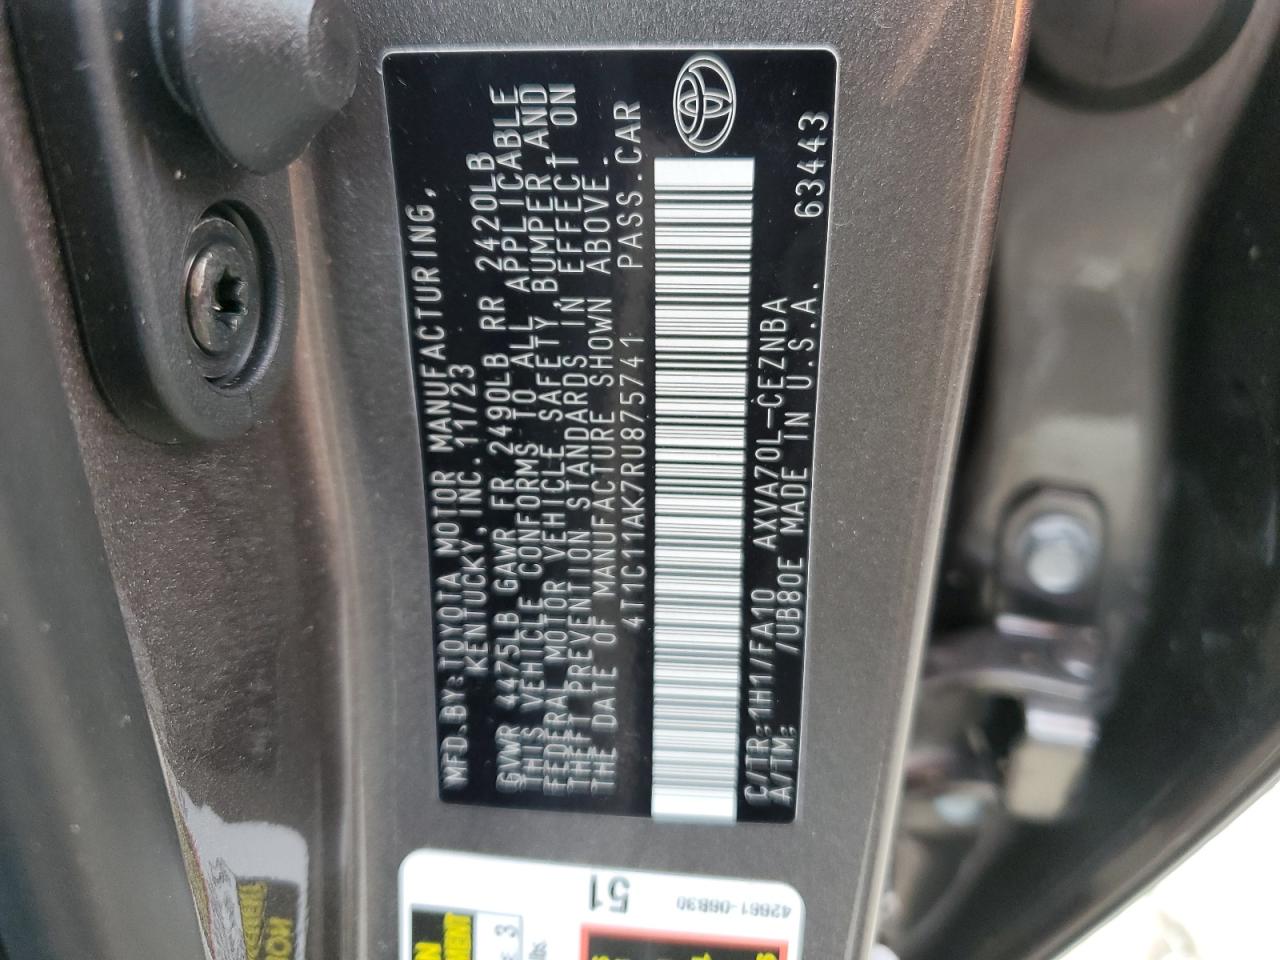 MFD.BY:TOYOTA MOTOR MANUFACTURING,
KENTUCKY, INC. 11/23
GVWR 4475LB GAWR FR 2490LB RR 2420LB
THIS VEHICLE CONFORMS TO ALL APPLICABLE
FEDERAL MOTOR VEHICLE SAFETY,BUMPER,AND
THEFT PREVENTION STANDARDS IN EFFECT ON
THE DATE OF MANUFACTURE SHOWN ABOVE.
4T1C11AK7RU875741 PASS.CAR
C/TR:1H1/FA10 AXVA70L-CEZNBA
A/TM: /UB80E MADE IN U.S.A. 63443
51
42661-06B30
3
lbs.